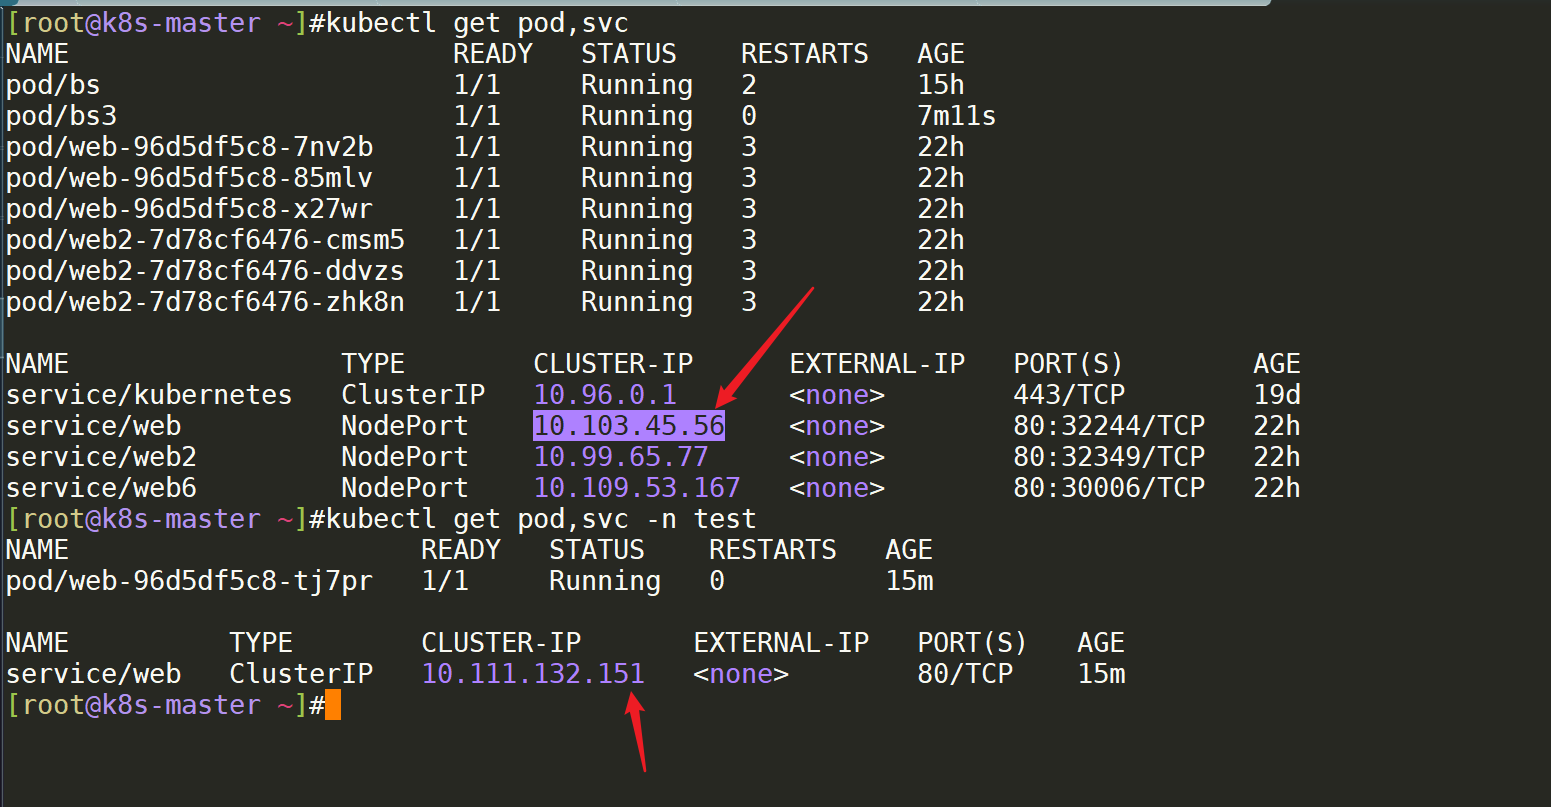 [root@k8s-master ~]#kubectl get pod,svc
NAME READY STATUS RESTARTS AGE
pod/bs 1/1 Running 2 15h
pod/bs3 1/1 Running 0 7m11s
pod/web-96d5df5c8-7nv2b 1/1 Running 3 22h
pod/web-96d5df5c8-85mlv 1/1 Running 3 22h
pod/web-96d5df5c8-x27wr 1/1 Running 3 22h
pod/web2-7d78cf6476-cmsm5 1/1 Running 3 22h
pod/web2-7d78cf6476-ddvzs 1/1 Running 3 22h
pod/web2-7d78cf6476-zhk8n 1/1 Running 3 22h
NAME TYPE CLUSTER-IP EXTERNAL-IP PORT(S) AGE
service/kubernetes ClusterIP 10.96.0.1 <none> 443/TCP 19d
service/web NodePort 10.103.45.56 <none> 80:32244/TCP 22h
service/web2 NodePort 10.99.65.77 <none> 80:32349/TCP 22h
service/web6 NodePort 10.109.53.167 <none> 80:30006/TCP 22h
[root@k8s-master ~]#kubectl get pod,svc -n test
NAME READY STATUS RESTARTS AGE
pod/web-96d5df5c8-tj7pr 1/1 Running 0 15m
NAME TYPE CLUSTER-IP EXTERNAL-IP PORT(S) AGE
service/web ClusterIP 10.111.132.151 <none> 80/TCP 15m
[root@k8s-master ~]#